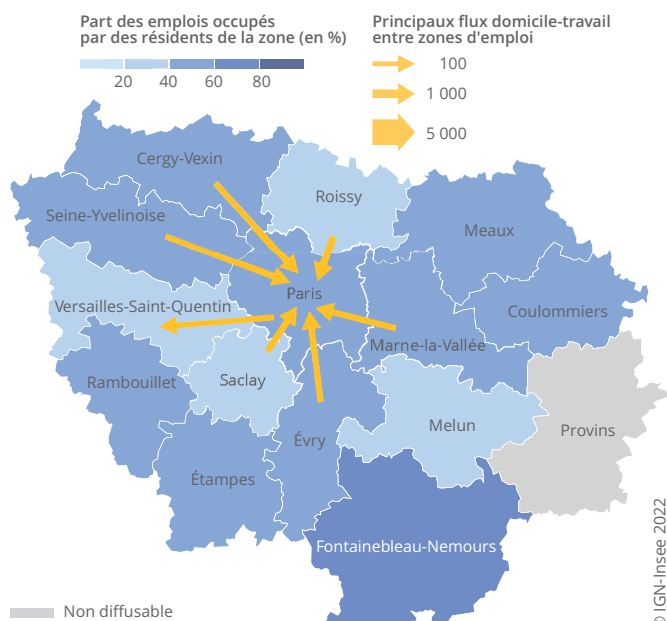 Part des emplois occupés
par des résidents de la zone (en %)
20 40 60 80
Principaux flux domicile-travail
entre zones d'emploi
100
1 000
5 000
Cergy-Vexin
Roissy
Seine-Yvelinoise
Meaux
Paris
Versailles-Saint-Quentin
Coulommiers
Marne-la-Vallée
Rambouillet
Saclay
Melun
Provins
Évry
Étampes
Fontainebleau-Nemours
Non diffusable
© IGN-Insee 2022